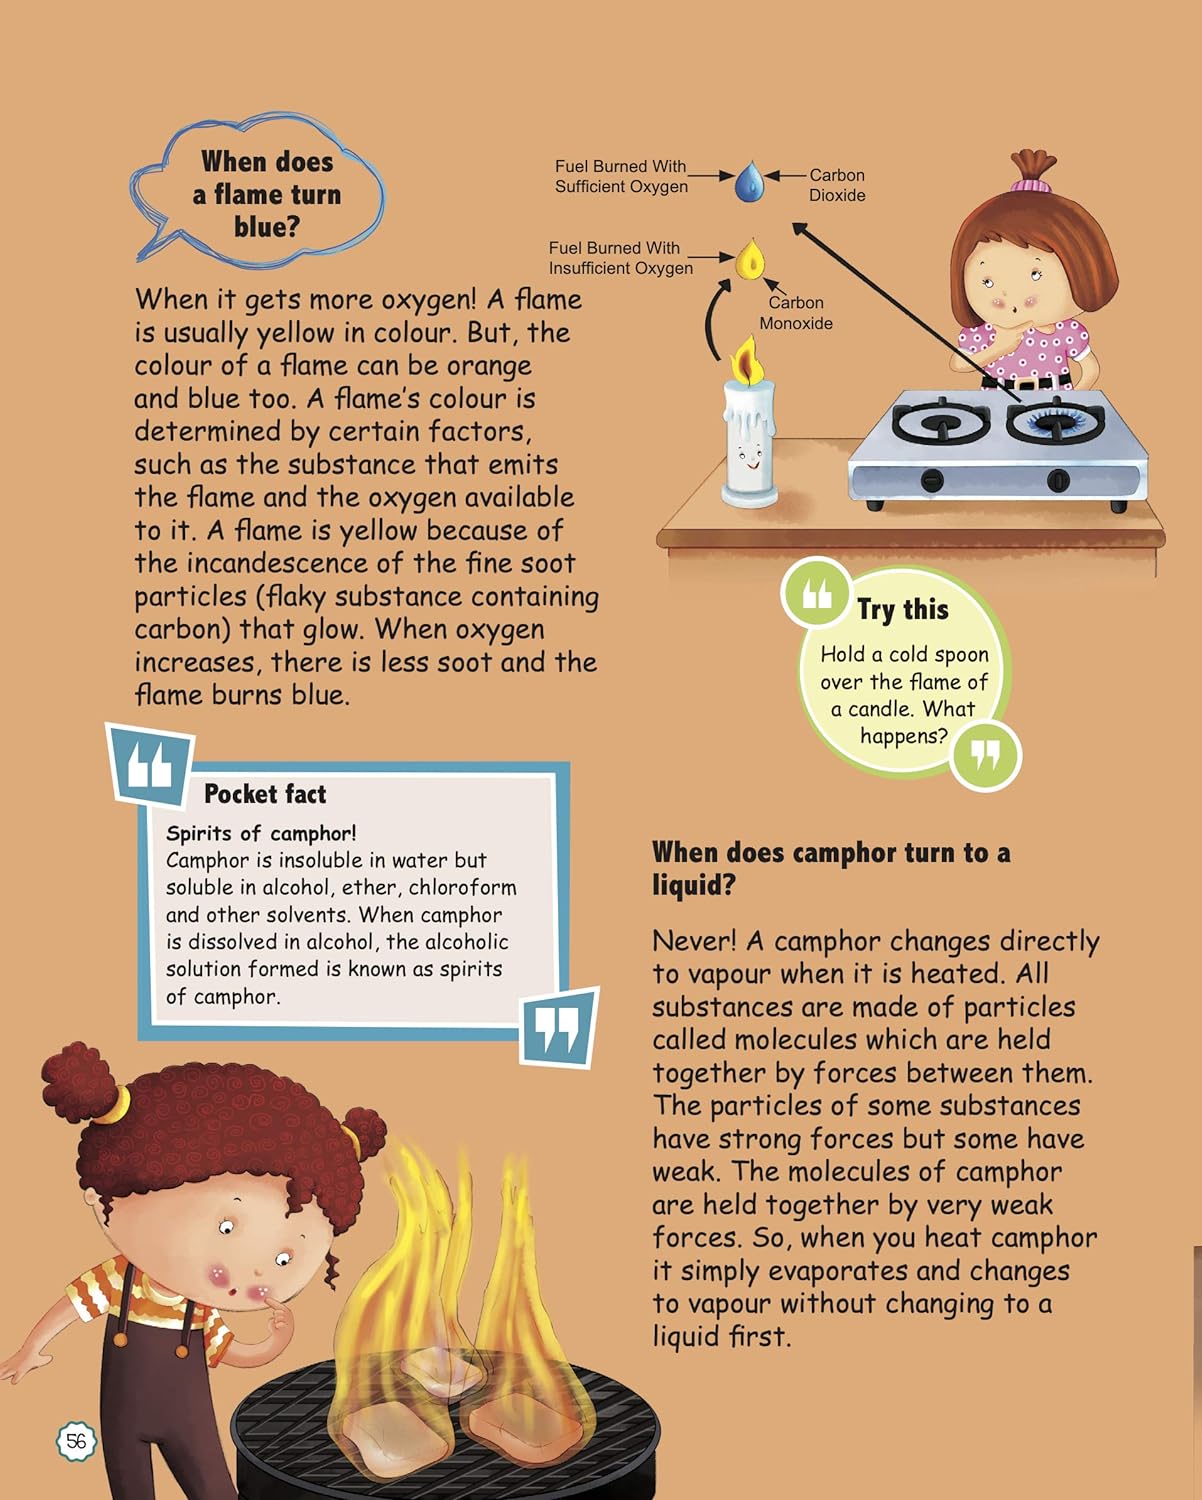 When does
a flame turn
blue?
When it gets more oxygen! A flame
is usually yellow in colour. But, the
colour of a flame can be orange
and blue too. A flame's colour is
determined by certain factors,
such as the substance that emits
the flame and the oxygen available
to it. A flame is yellow because of
the incandescence of the fine soot
particles (flaky substance containing
carbon) that glow. When oxygen
increases, there is less soot and the
flame burns blue.
Fuel Burned With
Sufficient Oxygen
Carbon
Dioxide
Fuel Burned With
Insufficient Oxygen
Carbon
Monoxide
Try this
Hold a cold spoon
over the flame of
a candle. What
happens?
Pocket fact
Spirits of camphor!
Camphor is insoluble in water but
soluble in alcohol, ether, chloroform
and other solvents. When camphor
is dissolved in alcohol, the alcoholic
solution formed is known as spirits
of camphor.
When does camphor turn to a
liquid?
Never! A camphor changes directly
to vapour when it is heated. All
substances are made of particles
called molecules which are held
together by forces between them.
The particles of some substances
have strong forces but some have
weak. The molecules of camphor
are held together by very weak
forces. So, when you heat camphor
it simply evaporates and changes
to vapour without changing to a
liquid first.
56